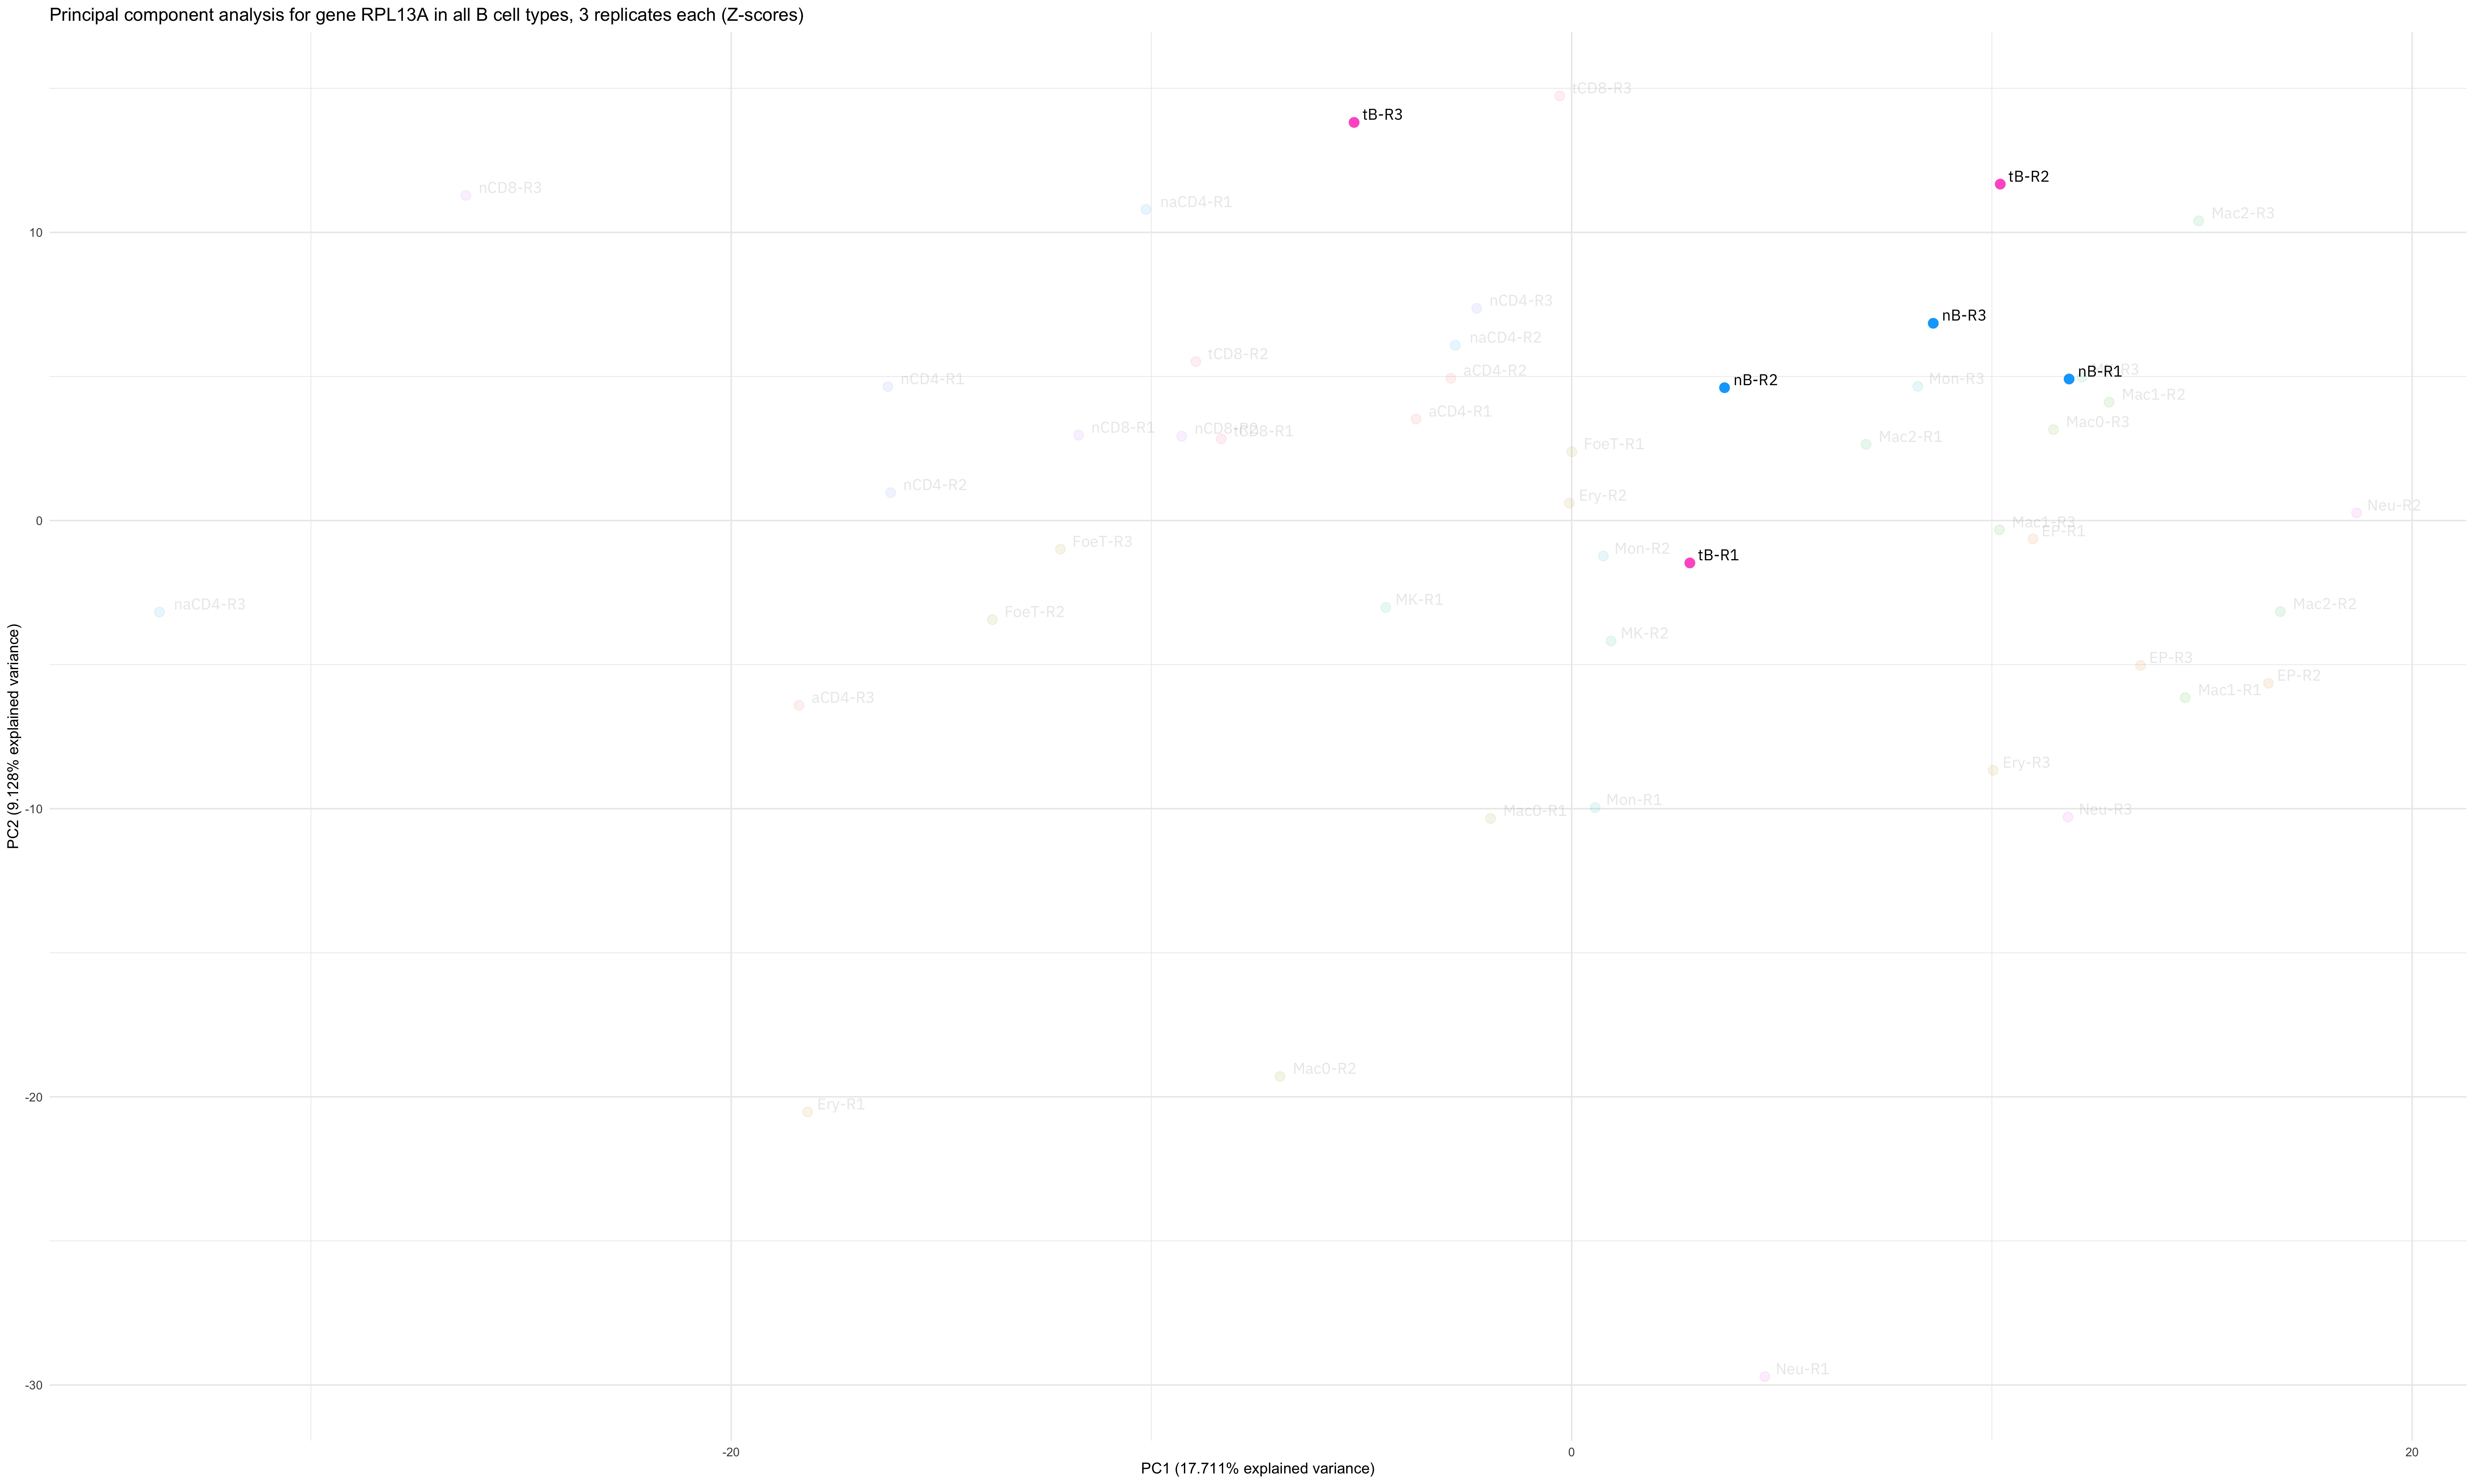 Principal component analysis for gene RPL13A in all B cell types, 3 replicates each (Z-scores)
tCD8-R3
tB-R3
tB-R2
nCD8-R3
naCD4-R1
Mac2-R3
10
nCD4-R3
nB-R3
naCD4-R2
tCD8-R2
aCD4-R2
nB-R1
nCD4-R1
nB-R2
Mon-R3
Mac1-R2
aCD4-R1
Mac0-R3
nCD8-R1
nCD8-R2
tCD8-R1
Mac2-R1
FoeT-R1
nCD4-R2
Ery-R2
Neu-R2
0
Mac1-R3
EP-R1
FoeT-R3
Mon-R2
tB-R1
naCD4-R3
FoeT-R2
MK-R1
Mac2-R2
MK-R2
EP-R3
EP-R2
aCD4-R3
Mac1-R1
PC2 (9.128% explained variance)
Ery-R3
-10
Mac0-R1
Mon-R1
Neu-R3
Mac0-R2
-20
Ery-R1
Neu-R1
-30
-20
0
20
PC1 (17.711% explained variance)